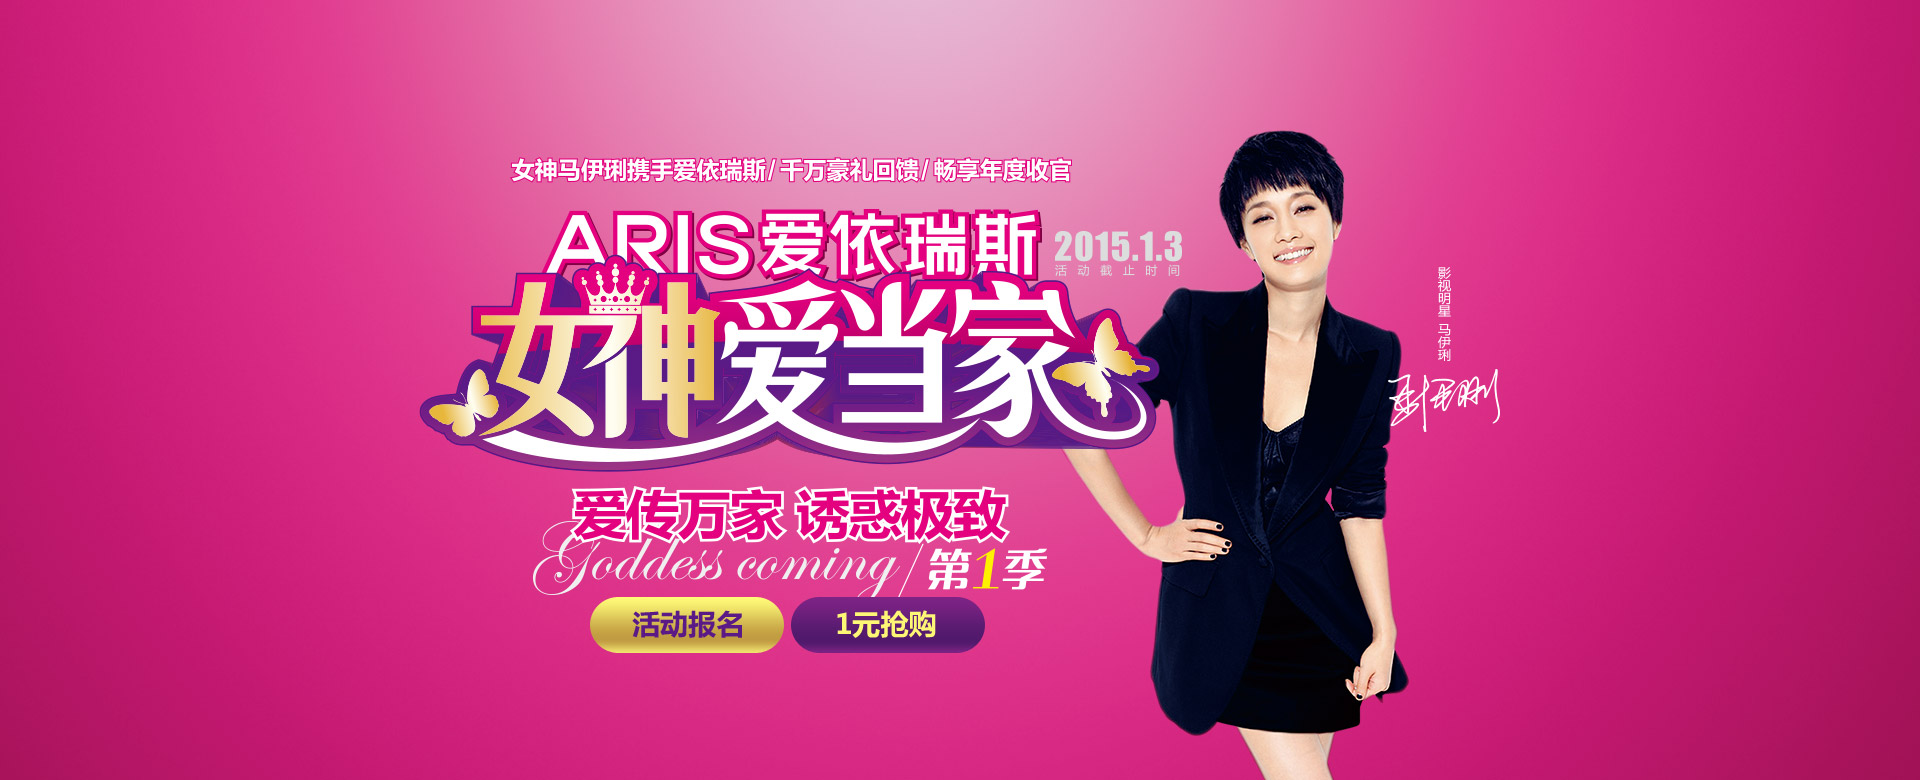 女神马伊琍携手爱依瑞斯/千万豪礼回馈/畅享年度收官
ARIS爱依瑞斯
2015.1.3
活动截止时间
女神爱当家
影视明星 马伊琍
爱传万家 诱惑极致
Goddess coming/第1季
活动报名
1元抢购